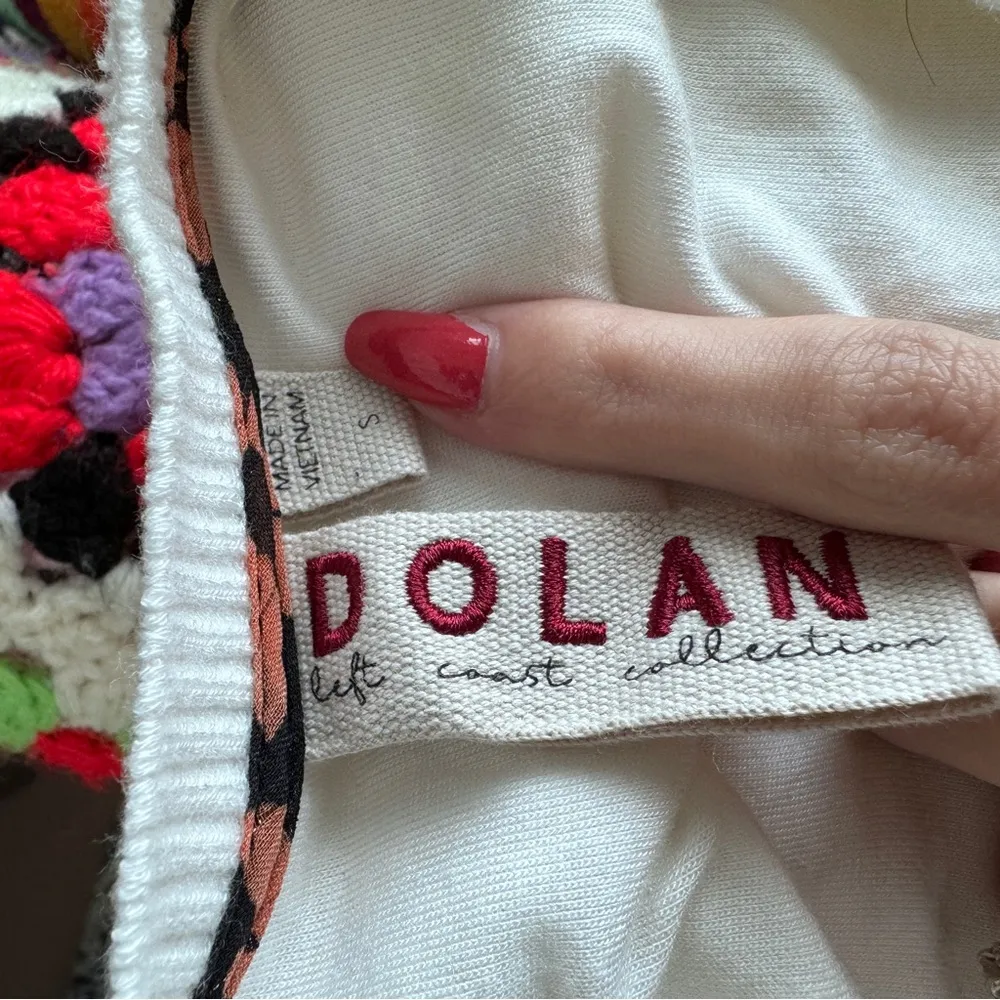 MADE IN
VIETNAM
S
DOLAN
left coast collection